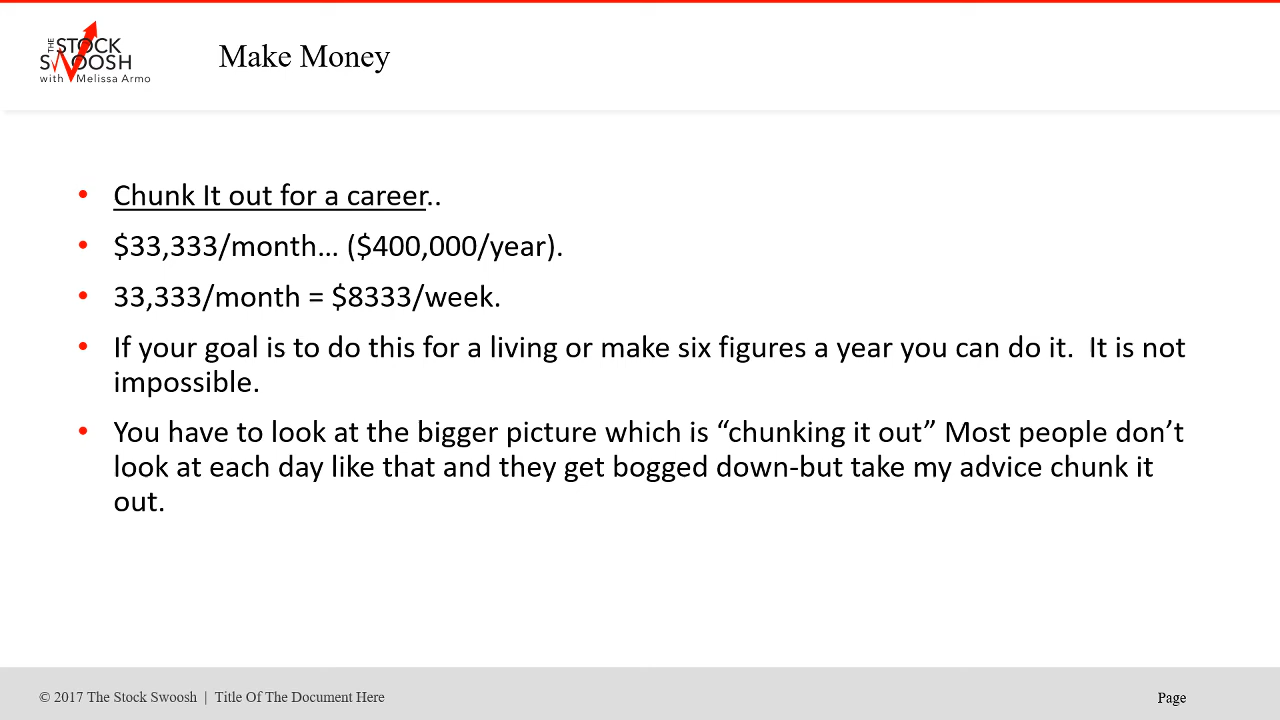 THE STOCK
SWOOSH
with Melissa Armo
Make Money
• Chunk It out for a career..
• $33,333/month… ($400,000/year).
• 33,333/month = $8333/week.
• If your goal is to do this for a living or make six figures a year you can do it.  It is not
impossible.
• You have to look at the bigger picture which is “chunking it out” Most people don’t
look at each day like that and they get bogged down-but take my advice chunk it
out.
© 2017 The Stock Swoosh | Title Of The Document Here
Page